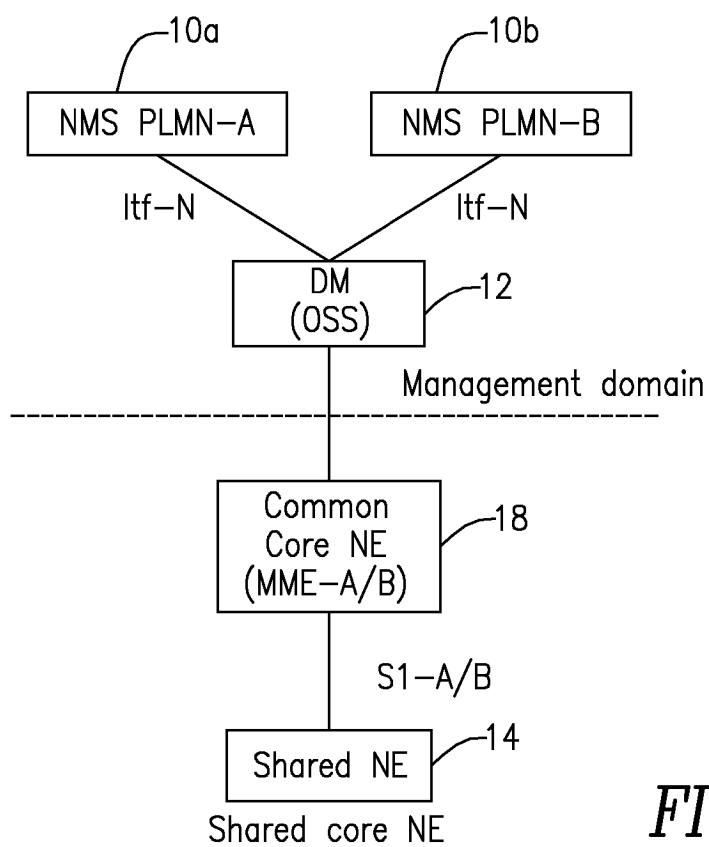 10a
10b
NMS PLMN-A
NMS PLMN-B
Itf-N
Itf-N
DM
(OSS)
12
Management domain
Common
Core NE
(MME-A/B)
18
S1-A/B
Shared NE
14
Shared core NE
FI